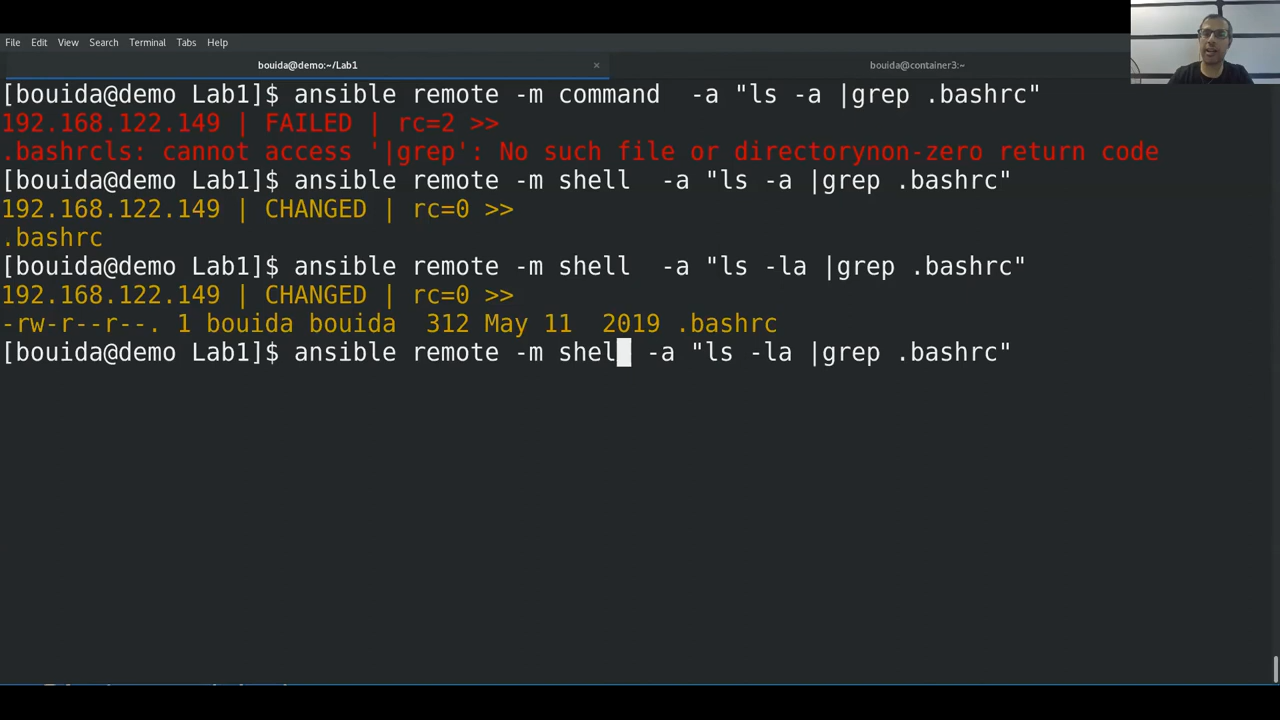 File Edit View Search Terminal Tabs Help
bouida@demo:~/Lab1 × bouida@container3:~
[bouida@demo Lab1]$ ansible remote -m command  -a "ls -a |grep .bashrc"
192.168.122.149 | FAILED | rc=2 >>
.bashrcls: cannot access '|grep': No such file or directorynon-zero return code
[bouida@demo Lab1]$ ansible remote -m shell  -a "ls -a |grep .bashrc"
192.168.122.149 | CHANGED | rc=0 >>
.bashrc
[bouida@demo Lab1]$ ansible remote -m shell  -a "ls -la |grep .bashrc"
192.168.122.149 | CHANGED | rc=0 >>
-rw-r--r--. 1 bouida bouida  312 May 11  2019 .bashrc
[bouida@demo Lab1]$ ansible remote -m shel  -a "ls -la |grep .bashrc"